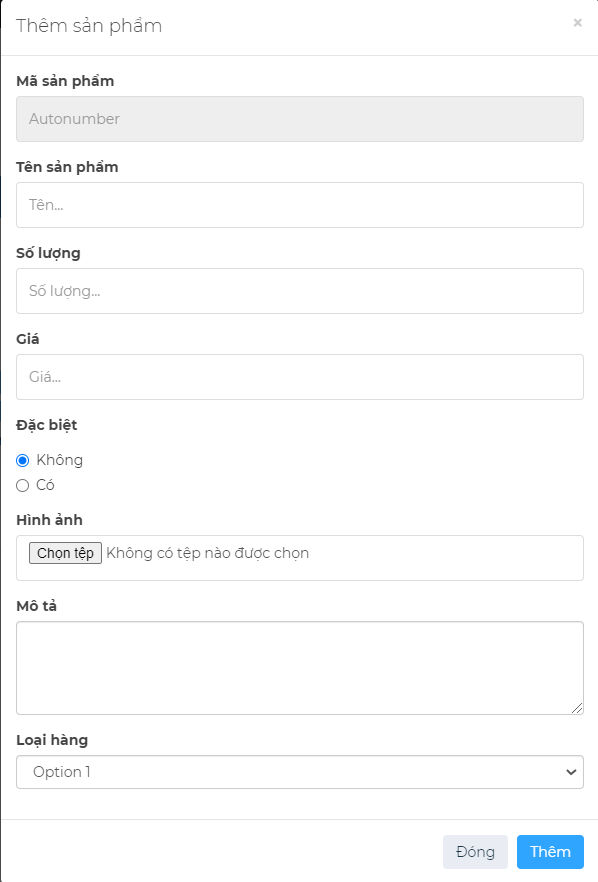 Thêm sản phẩm
×
Mã sản phẩm
Autonumber
Tên sản phẩm
Tên...
Số lượng
Số lượng...
Giá
Giá...
Đặc biệt
Không
Có
Hình ảnh
Chọn tệp Không có tệp nào được chọn
Mô tả
Loại hàng
Option 1
Đóng Thêm